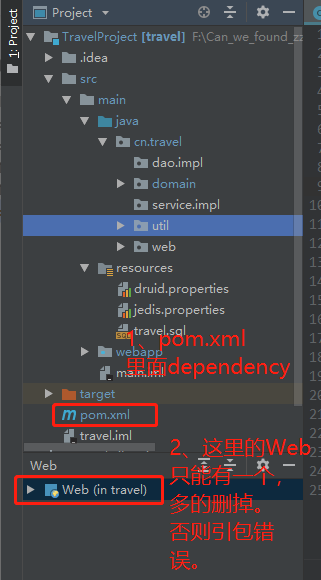 1: Project
Project
TravelProject [travel] F:\Can_we_found_zz
.idea
src
main
java
cn.travel
dao.impl
domain
service.impl
util
web
resources
druid.properties
jedis.properties
travel.sql
1、pom.xml
里面dependency
webapp
main.iml
target
pom.xml
travel.iml
2、这里的Web
只能有一个，
多的删掉。
否则引包错
误。
Web
Web (in travel)